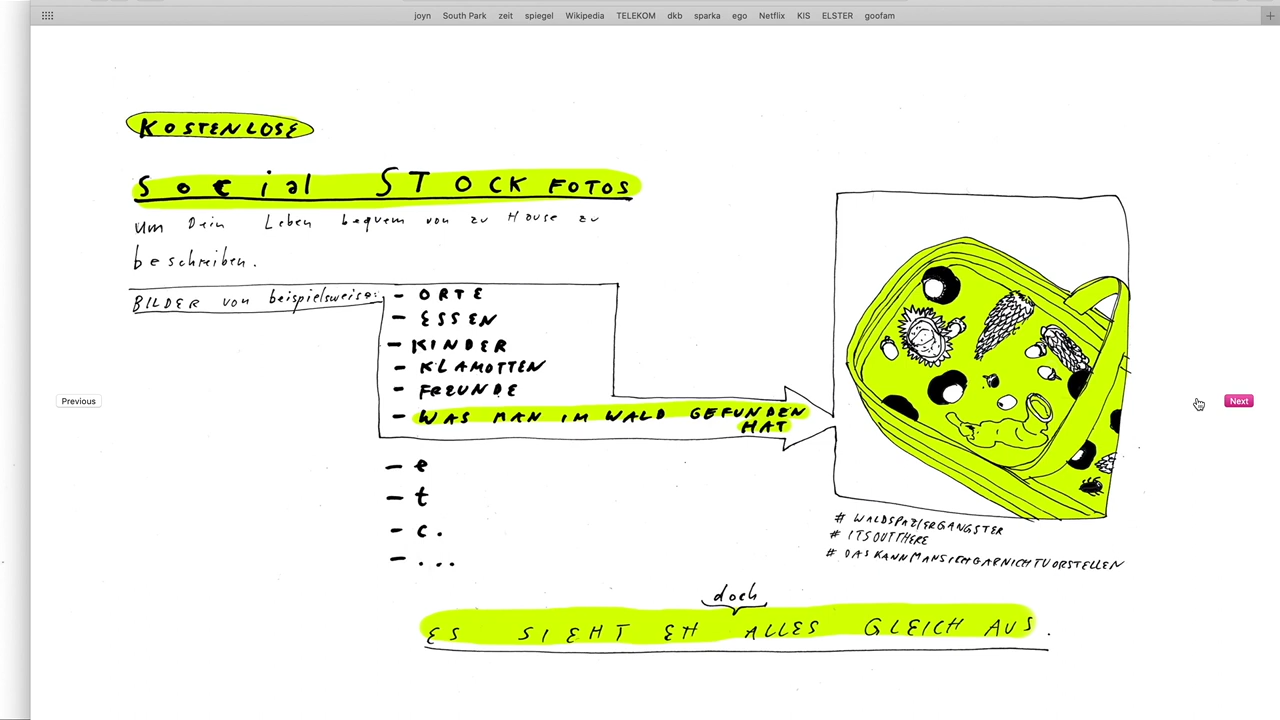 joyn South Park zeit spiegel Wikipedia TELEKOM dkb sparka ego Netflix KIS ELSTER goofam
KOSTENLOSE
Social STOCK FOTOS
um Dein Leben bequem von zu House zu
beschreiben.
BILDER von beispielsweise:
- ORTE
- ESSEN
- KINDER
- KLAMOTTEN
- FREUNDE
- WAS MAN IM WALD GEFUNDEN
HAT
- e
- t
- c.
- ...
Previous
Next
# WALDSPAZIERGANGSTER
# ITSOUTTHERE
# DASKANNMANSICHGARNICHTVORSTELLEN
doch
ES SIEHT EH ALLES GLEICH AUS.